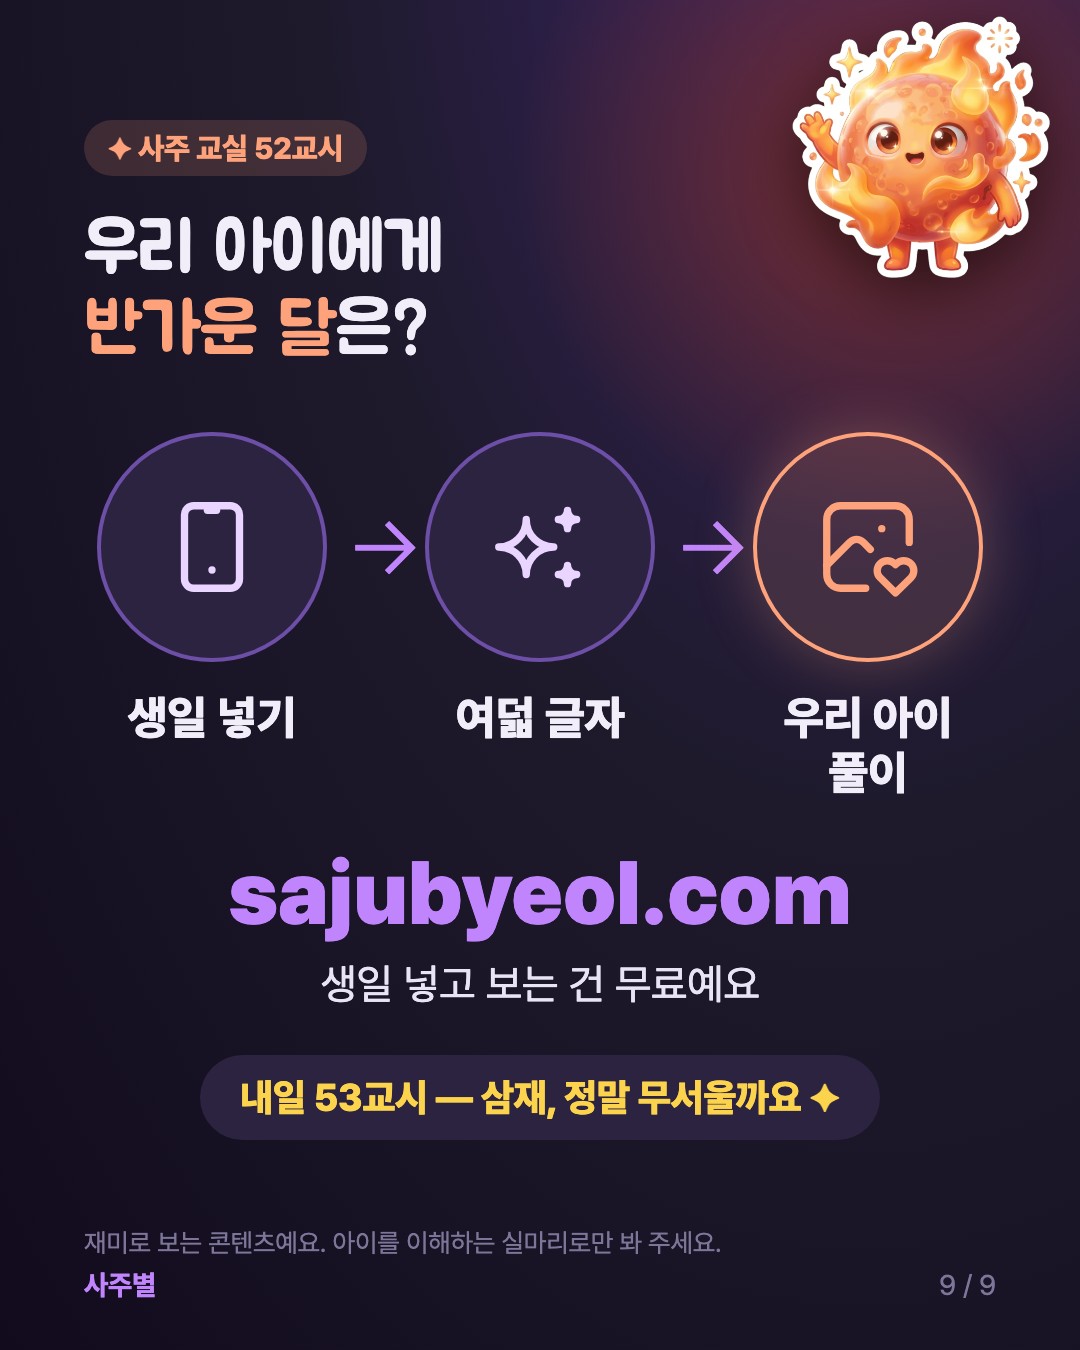 ✦ 사주 교실 52교시
우리 아이에게
반가운 달은?
생일 넣기
여덟 글자
우리 아이
풀이
sajubyeol.com
생일 넣고 보는 건 무료예요
내일 53교시 — 삼재, 정말 무서울까요 ✦
재미로 보는 콘텐츠예요. 아이를 이해하는 실마리로만 봐 주세요.
사주별
9 / 9